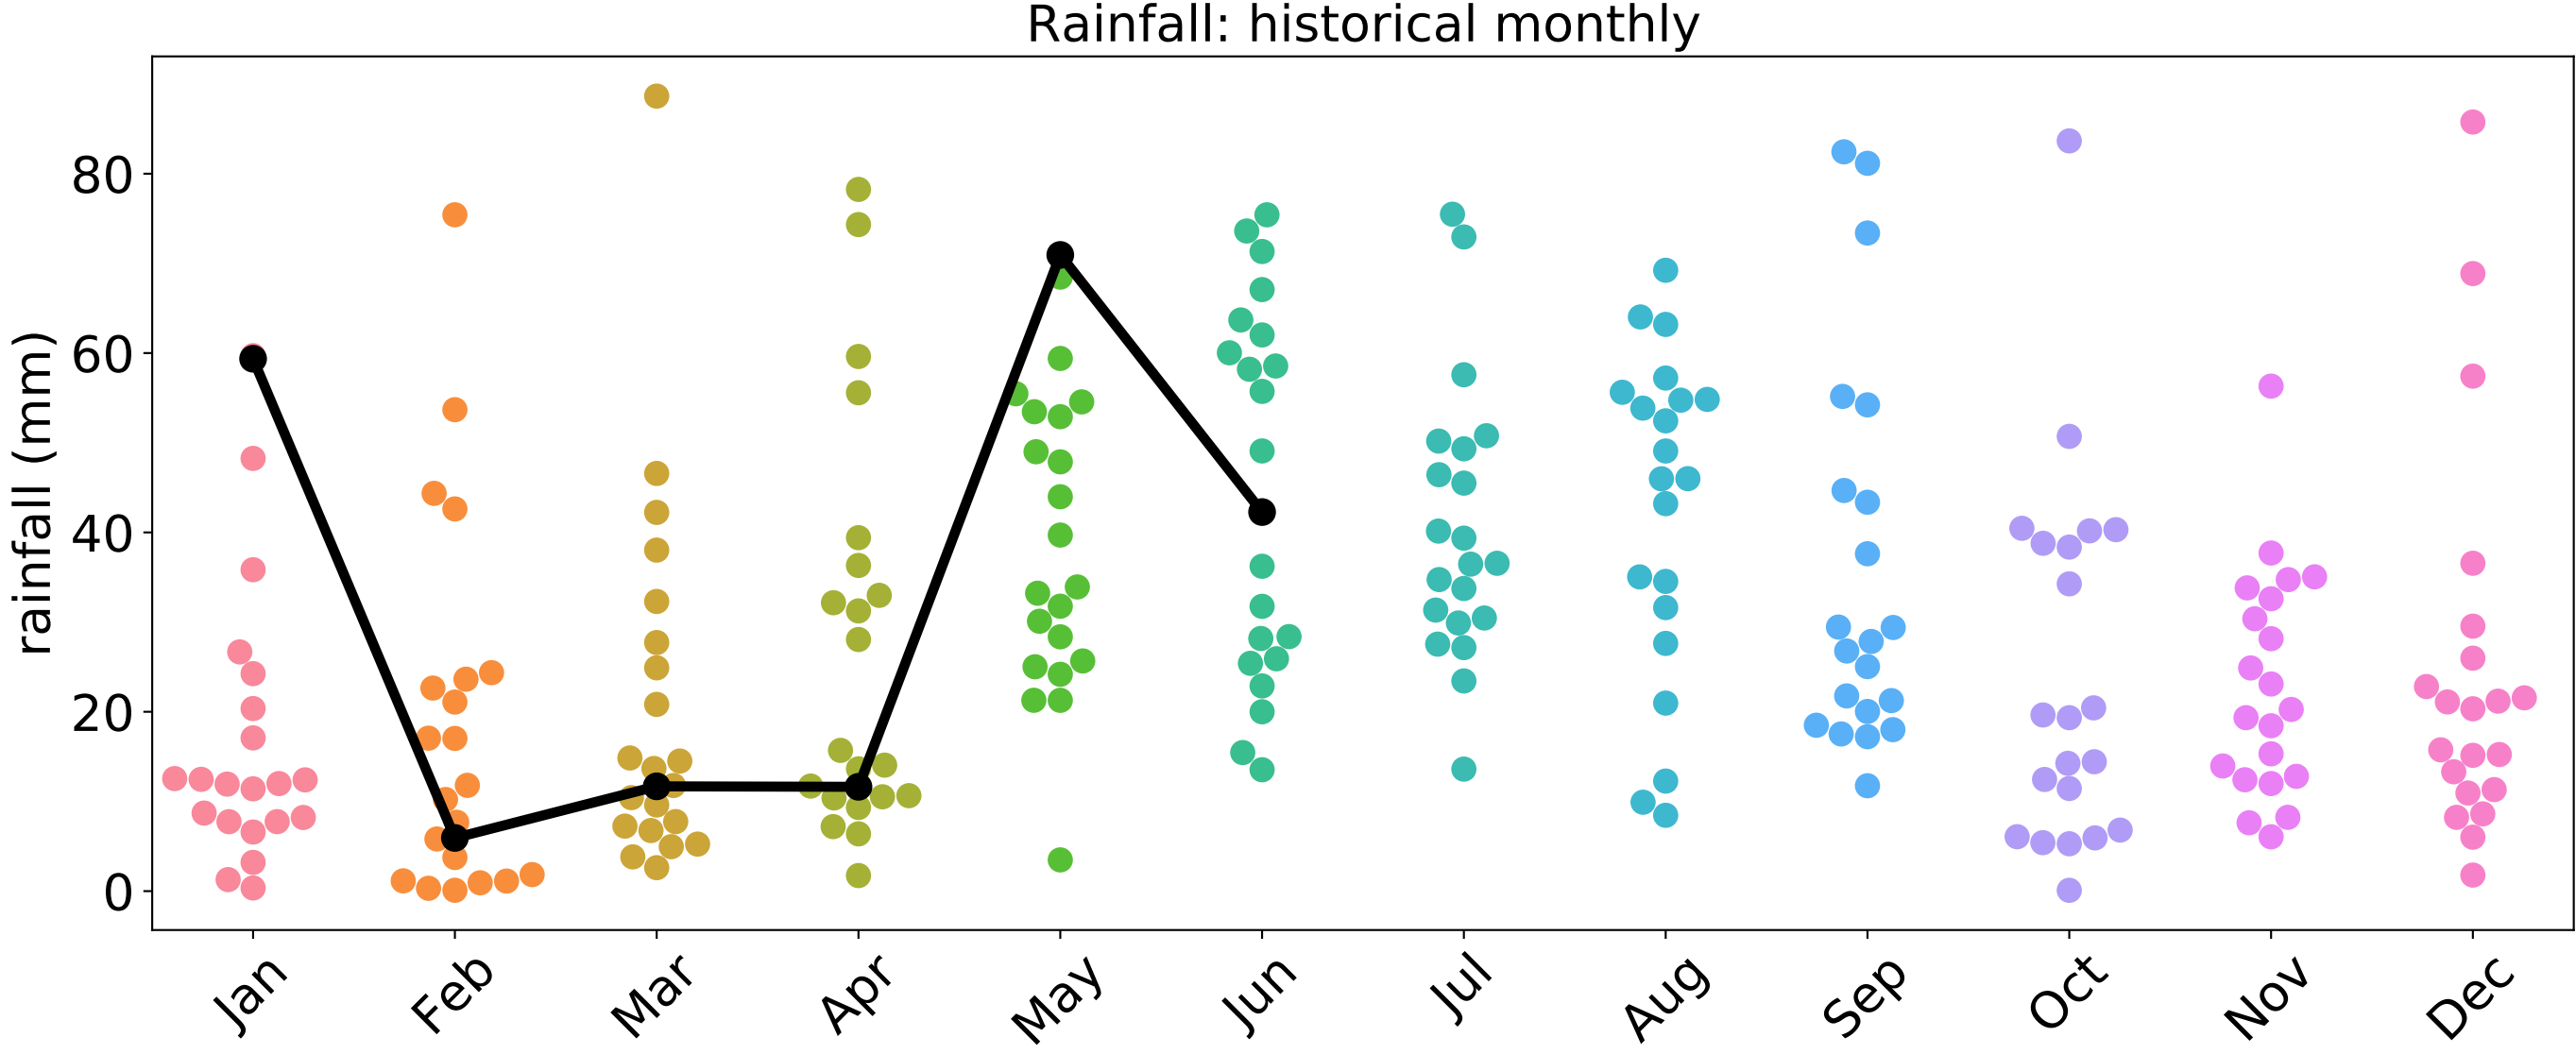 Rainfall: historical monthly
rainfall (mm)
80
60
40
20
0
Jan Feb Mar Apr May Jun Jul Aug Sep Oct Nov Dec